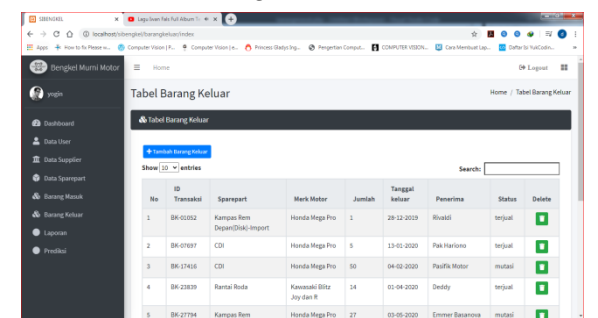 SIBENGKEL
Lagu Ivan Fals Full Album T
localhost/sibengkel/barangkeluar/index
Apps
How to fix Please w...
Computer Vision | P...
Computer Vision | e...
Princess Gladys Ing...
Pengertian Comput...
COMPUTER VISION...
Cara Membuat Lap...
Daftar Isi YukCodin...
Bengkel Murni Motor
Home
Logout
yogin
Tabel Barang Keluar
Home / Tabel Barang Keluar
Dashboard
Data User
Data Supplier
Data Sparepart
Barang Masuk
Barang Keluar
Laporan
Prediksi
Tabel Barang Keluar
Tambah Barang Keluar
Show 10 entries
Search:
No ID Transaksi Sparepart Merk Motor Jumlah Tanggal keluar Penerima Status Delete
1 BK-01052 Kampas Rem Depan(Disk)-Import Honda Mega Pro 1 28-12-2019 Rivaldi terjual
2 BK-07697 CDI Honda Mega Pro 5 13-01-2020 Pak Hariono terjual
3 BK-17416 CDI Honda Mega Pro 50 04-02-2020 Pasifik Motor mutasi
4 BK-23839 Rantai Roda Kawasaki Blitz Joy dan R 14 01-04-2020 Deddy terjual
5 BK-27794 Kampas Rem Honda Mega Pro 27 03-05-2020 Emmer Basanova mutasi